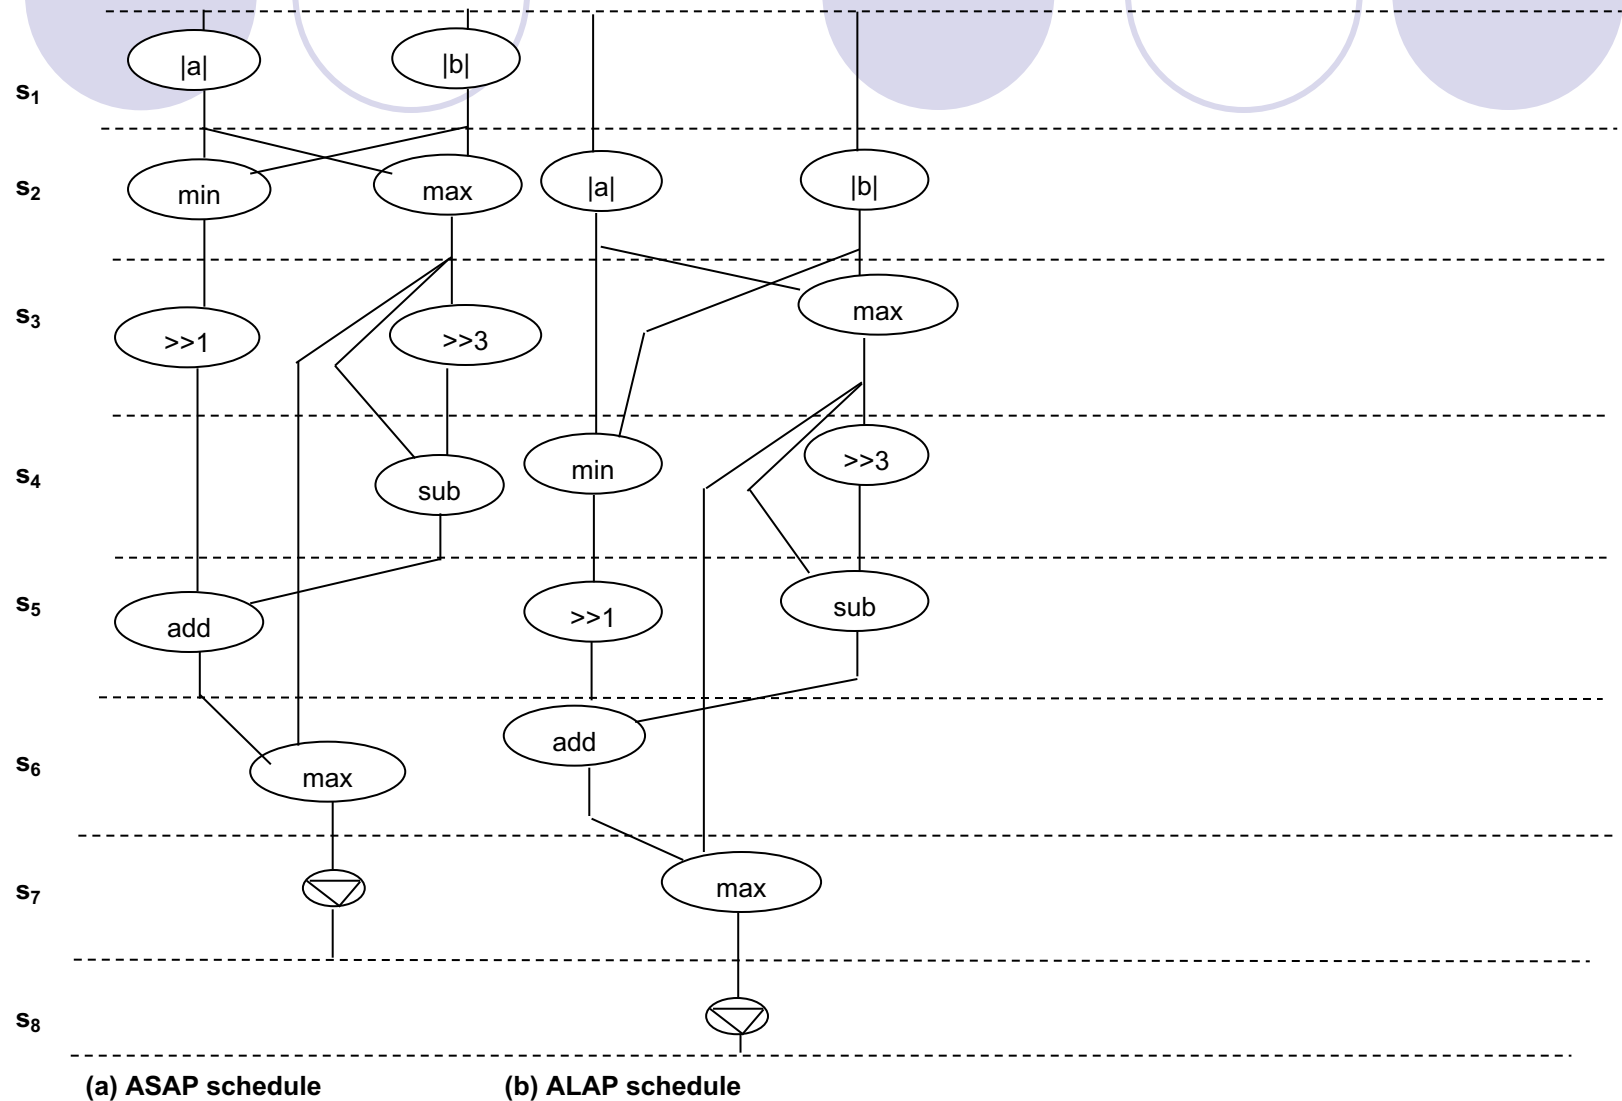 |a| |b|
s1
s2 min max |a| |b|
s3 >>1 >>3 max
s4 sub min >>3
s5 add >>1 sub
s6 max add
s7 max
s8
(a) ASAP schedule (b) ALAP schedule